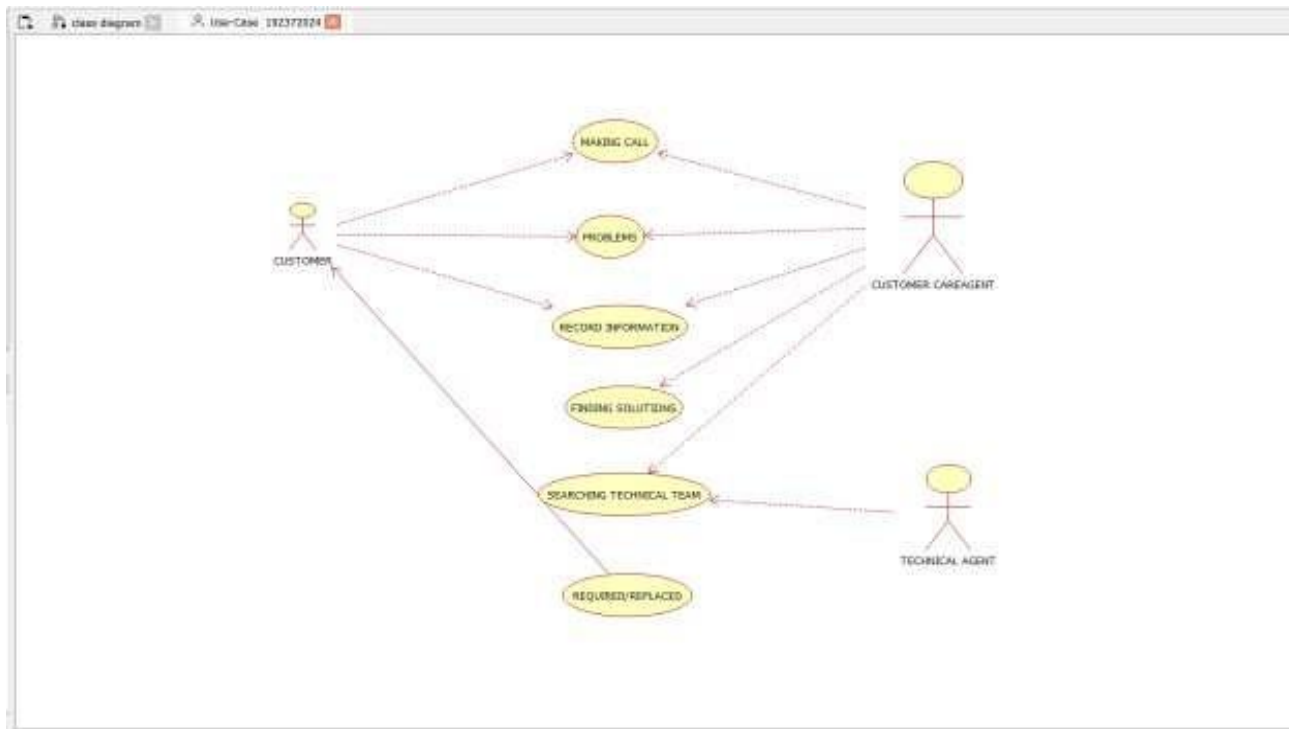 class diagram
Use-Case 192372024
MAKING CALL
PROBLEMS
CUSTOMER
CUSTOMER CAREAGENT
RECORD INFORMATION
FINDING SOLUTIONS
SEARCHING TECHNICAL TEAM
TECHNICAL AGENT
REQUIRED/REPLACED